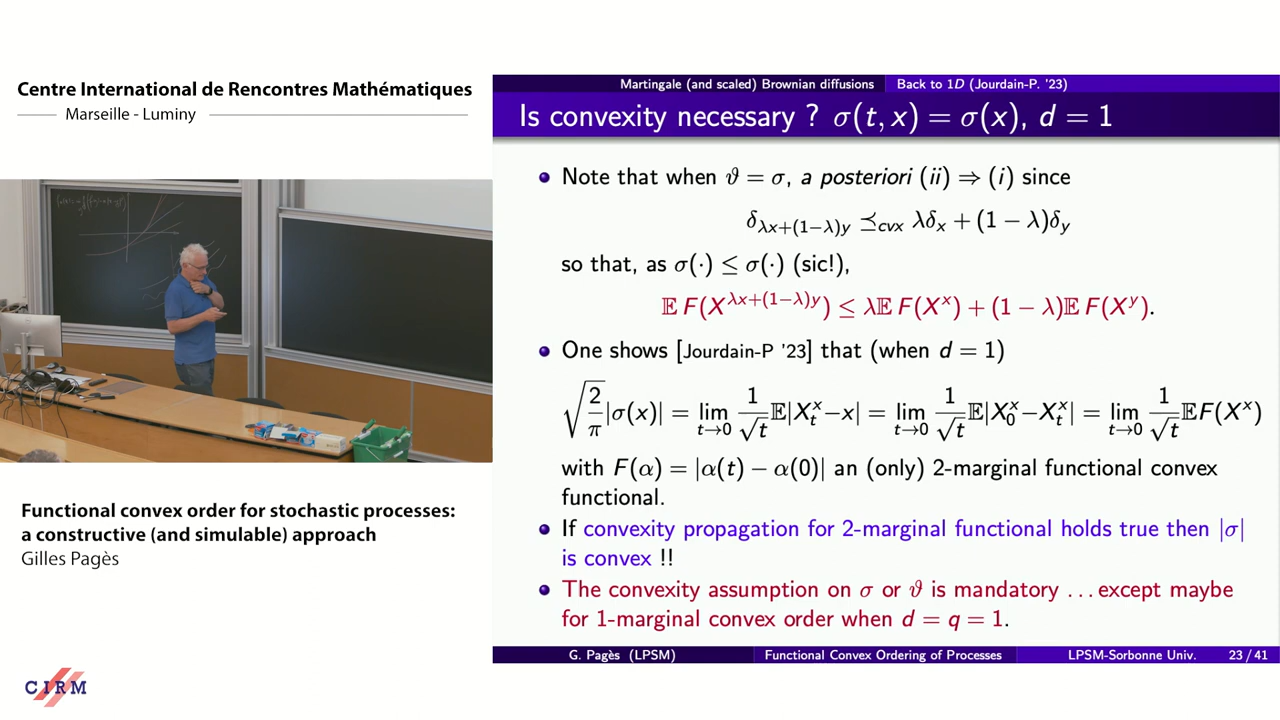 Centre International de Rencontres Mathématiques
Marseille - Luminy
Martingale (and scaled) Brownian diffusions Back to 1D (Jourdain-P. '23)
Is convexity necessary ? σ(t, x) = σ(x), d = 1
Note that when ϑ = σ, a posteriori (ii) ⇒ (i) since
δ_{λx+(1−λ)y} ⪯_{cvx} λδ_x + (1 − λ)δ_y
so that, as σ(·) ≤ σ(·) (sic!),
𝔼 F(X^{λx+(1−λ)y}) ≤ λ𝔼 F(X^x) + (1 − λ)𝔼 F(X^y).
One shows [Jourdain-P '23] that (when d = 1)
√(2/π)|σ(x)| = lim_{t→0} 1/√t 𝔼|X_t^x−x| = lim_{t→0} 1/√t 𝔼|X_0^x−X_t^x| = lim_{t→0} 1/√t 𝔼F(X^x)
with F(α) = |α(t) − α(0)| an (only) 2-marginal functional convex
functional.
If convexity propagation for 2-marginal functional holds true then |σ|
is convex !!
The convexity assumption on σ or ϑ is mandatory ... except maybe
for 1-marginal convex order when d = q = 1.
G. Pagès (LPSM) Functional Convex Ordering of Processes LPSM-Sorbonne Univ. 23 / 41
Functional convex order for stochastic processes:
a constructive (and simulable) approach
Gilles Pagès
CIRM